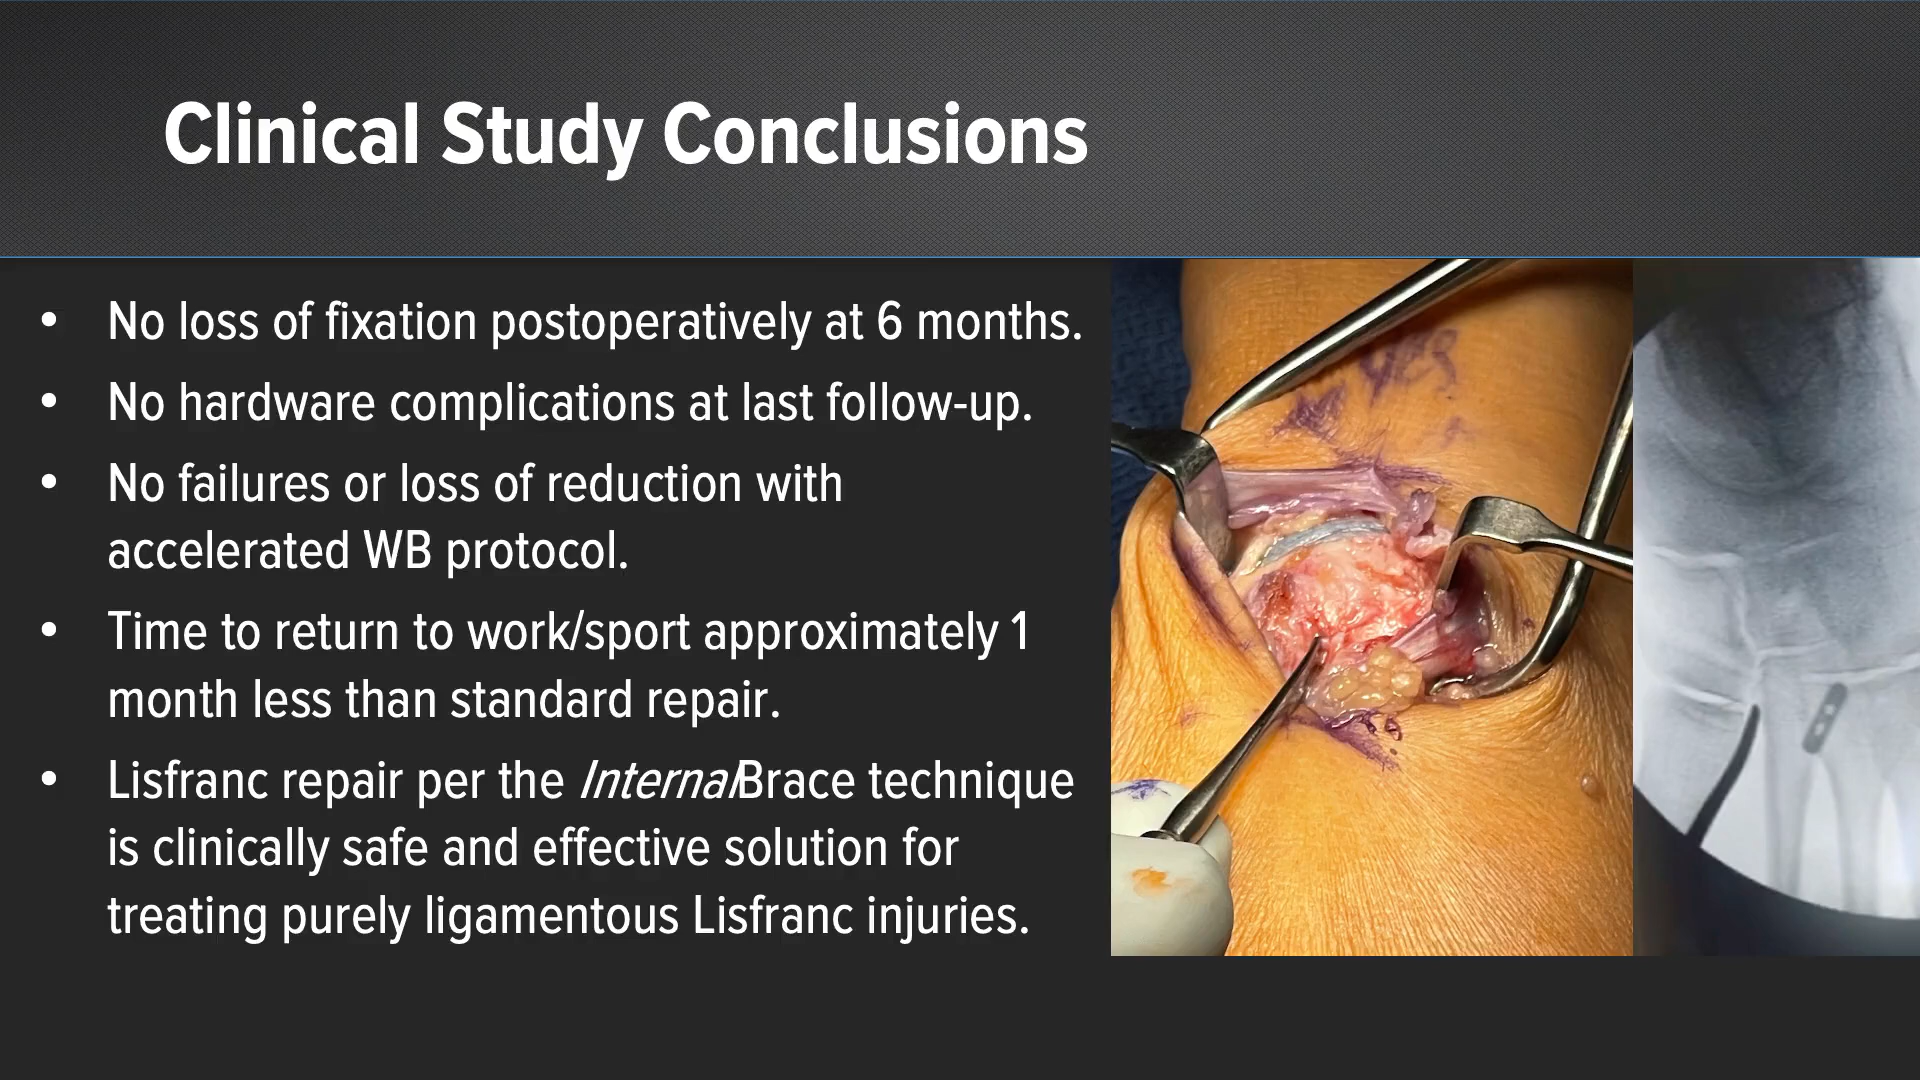 Clinical Study Conclusions
• No loss of fixation postoperatively at 6 months.
• No hardware complications at last follow-up.
• No failures or loss of reduction with
accelerated WB protocol.
• Time to return to work/sport approximately 1
month less than standard repair.
• Lisfranc repair per the InternalBrace technique
is clinically safe and effective solution for
treating purely ligamentous Lisfranc injuries.